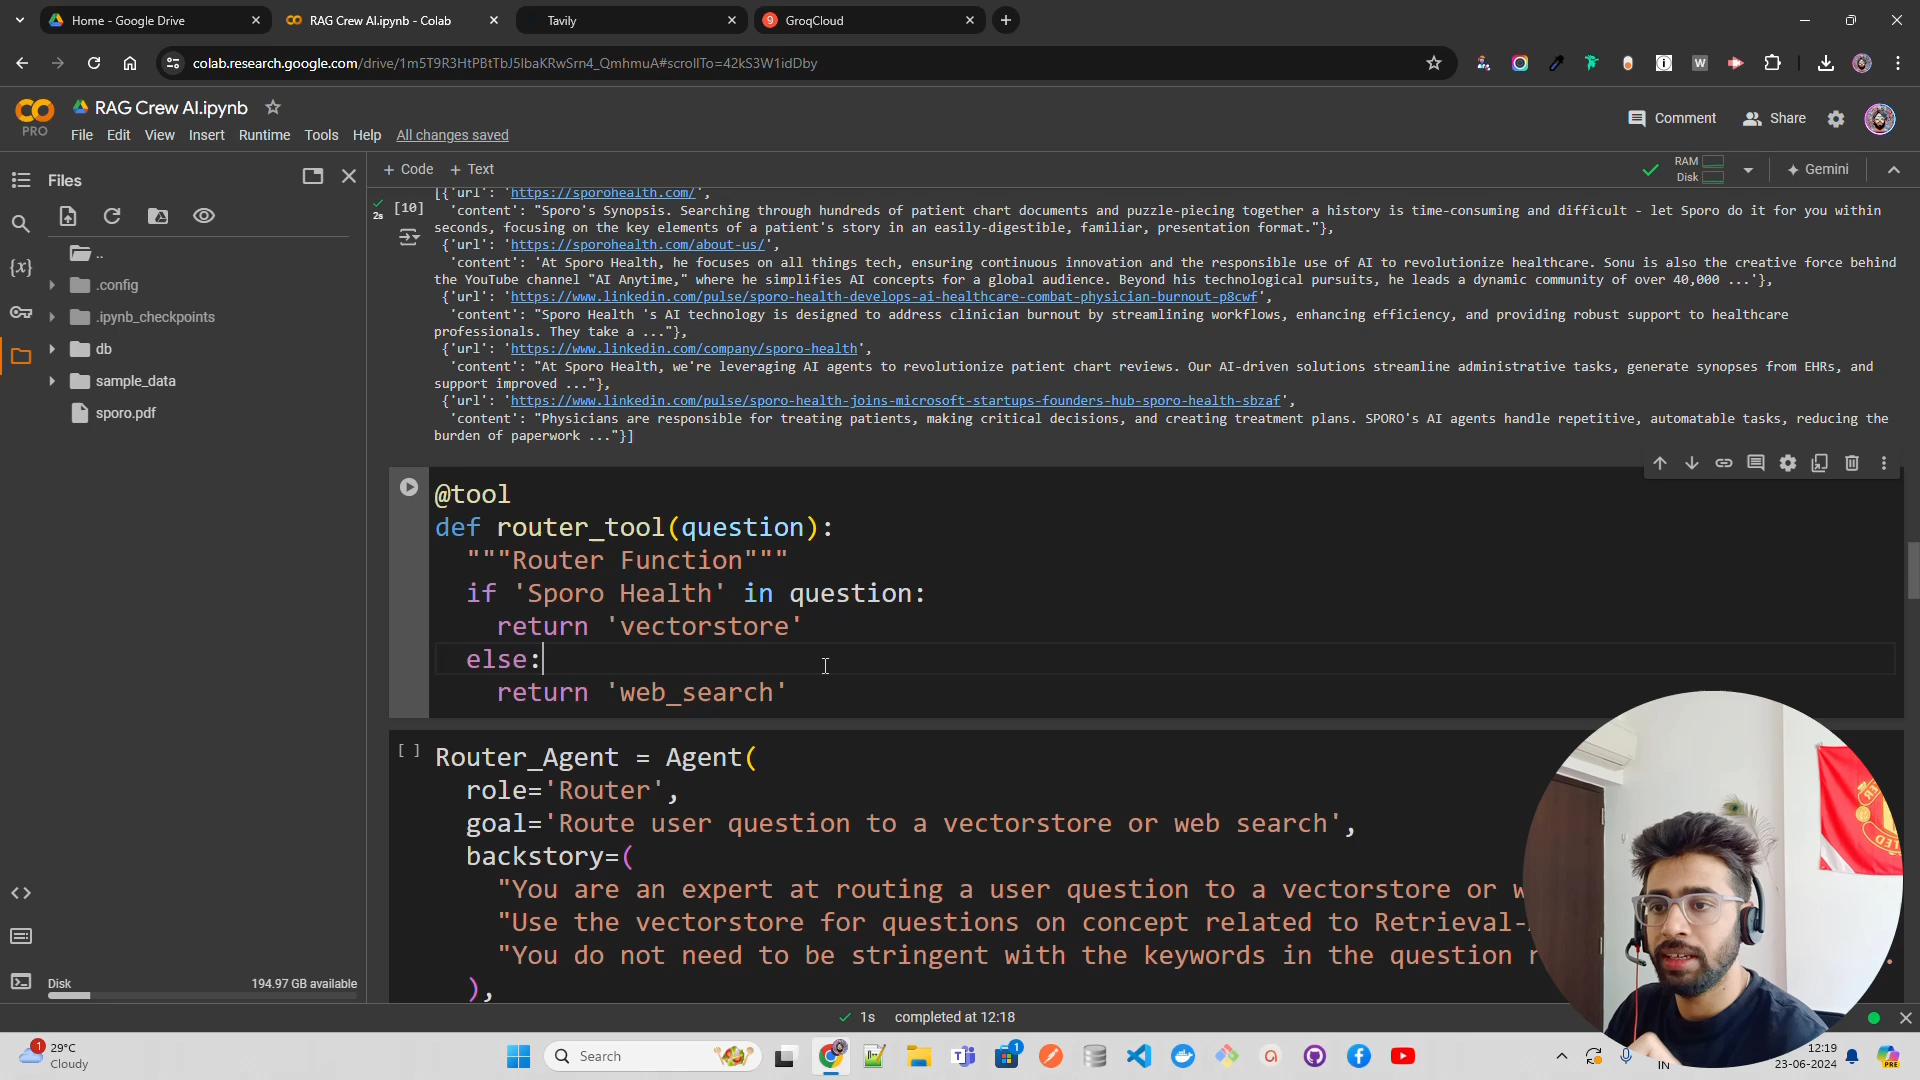 Home - Google Drive
RAG Crew AI.ipynb - Colab
Tavily
GroqCloud
colab.research.google.com/drive/1m5T9R3HtPBtTbJ5IbaKRwSrn4_QmhmuA#scrollTo=42kS3W1idDby
RAG Crew AI.ipynb
PRO
File Edit View Insert Runtime Tools Help All changes saved
Comment Share
Files
+ Code + Text
RAM
Disk
Gemini
..
.config
.ipynb_checkpoints
db
sample_data
sporo.pdf
2s
[10]
[{'url': 'https://sporohealth.com/',
'content': "Sporo's Synopsis. Searching through hundreds of patient chart documents and puzzle-piecing together a history is time-consuming and difficult - let Sporo do it for you within
seconds, focusing on the key elements of a patient's story in an easily-digestible, familiar, presentation format."},
{'url': 'https://sporohealth.com/about-us/',
'content': 'At Sporo Health, he focuses on all things tech, ensuring continuous innovation and the responsible use of AI to revolutionize healthcare. Sonu is also the creative force behind
the YouTube channel "AI Anytime," where he simplifies AI concepts for a global audience. Beyond his technological pursuits, he leads a dynamic community of over 40,000 ...'},
{'url': 'https://www.linkedin.com/pulse/sporo-health-develops-ai-healthcare-combat-physician-burnout-p8cwf',
'content': "Sporo Health 's AI technology is designed to address clinician burnout by streamlining workflows, enhancing efficiency, and providing robust support to healthcare
professionals. They take a ..."},
{'url': 'https://www.linkedin.com/company/sporo-health',
'content': "At Sporo Health, we're leveraging AI agents to revolutionize patient chart reviews. Our AI-driven solutions streamline administrative tasks, generate synopses from EHRs, and
support improved ..."},
{'url': 'https://www.linkedin.com/pulse/sporo-health-joins-microsoft-startups-founders-hub-sporo-health-sbzaf',
'content': "Physicians are responsible for treating patients, making critical decisions, and creating treatment plans. SPORO's AI agents handle repetitive, automatable tasks, reducing the
burden of paperwork ..."}]
@tool
def router_tool(question):
"""Router Function"""
if 'Sporo Health' in question:
return 'vectorstore'
else:
return 'web_search'
[ ]
Router_Agent = Agent(
role='Router',
goal='Route user question to a vectorstore or web search',
backstory=(
"You are an expert at routing a user question to a vectorstore or w
"Use the vectorstore for questions on concept related to Retrieval-
"You do not need to be stringent with the keywords in the question
),
Disk 194.97 GB available
1s completed at 12:18
29°C
Cloudy
Search
IN
12:19
23-06-2024